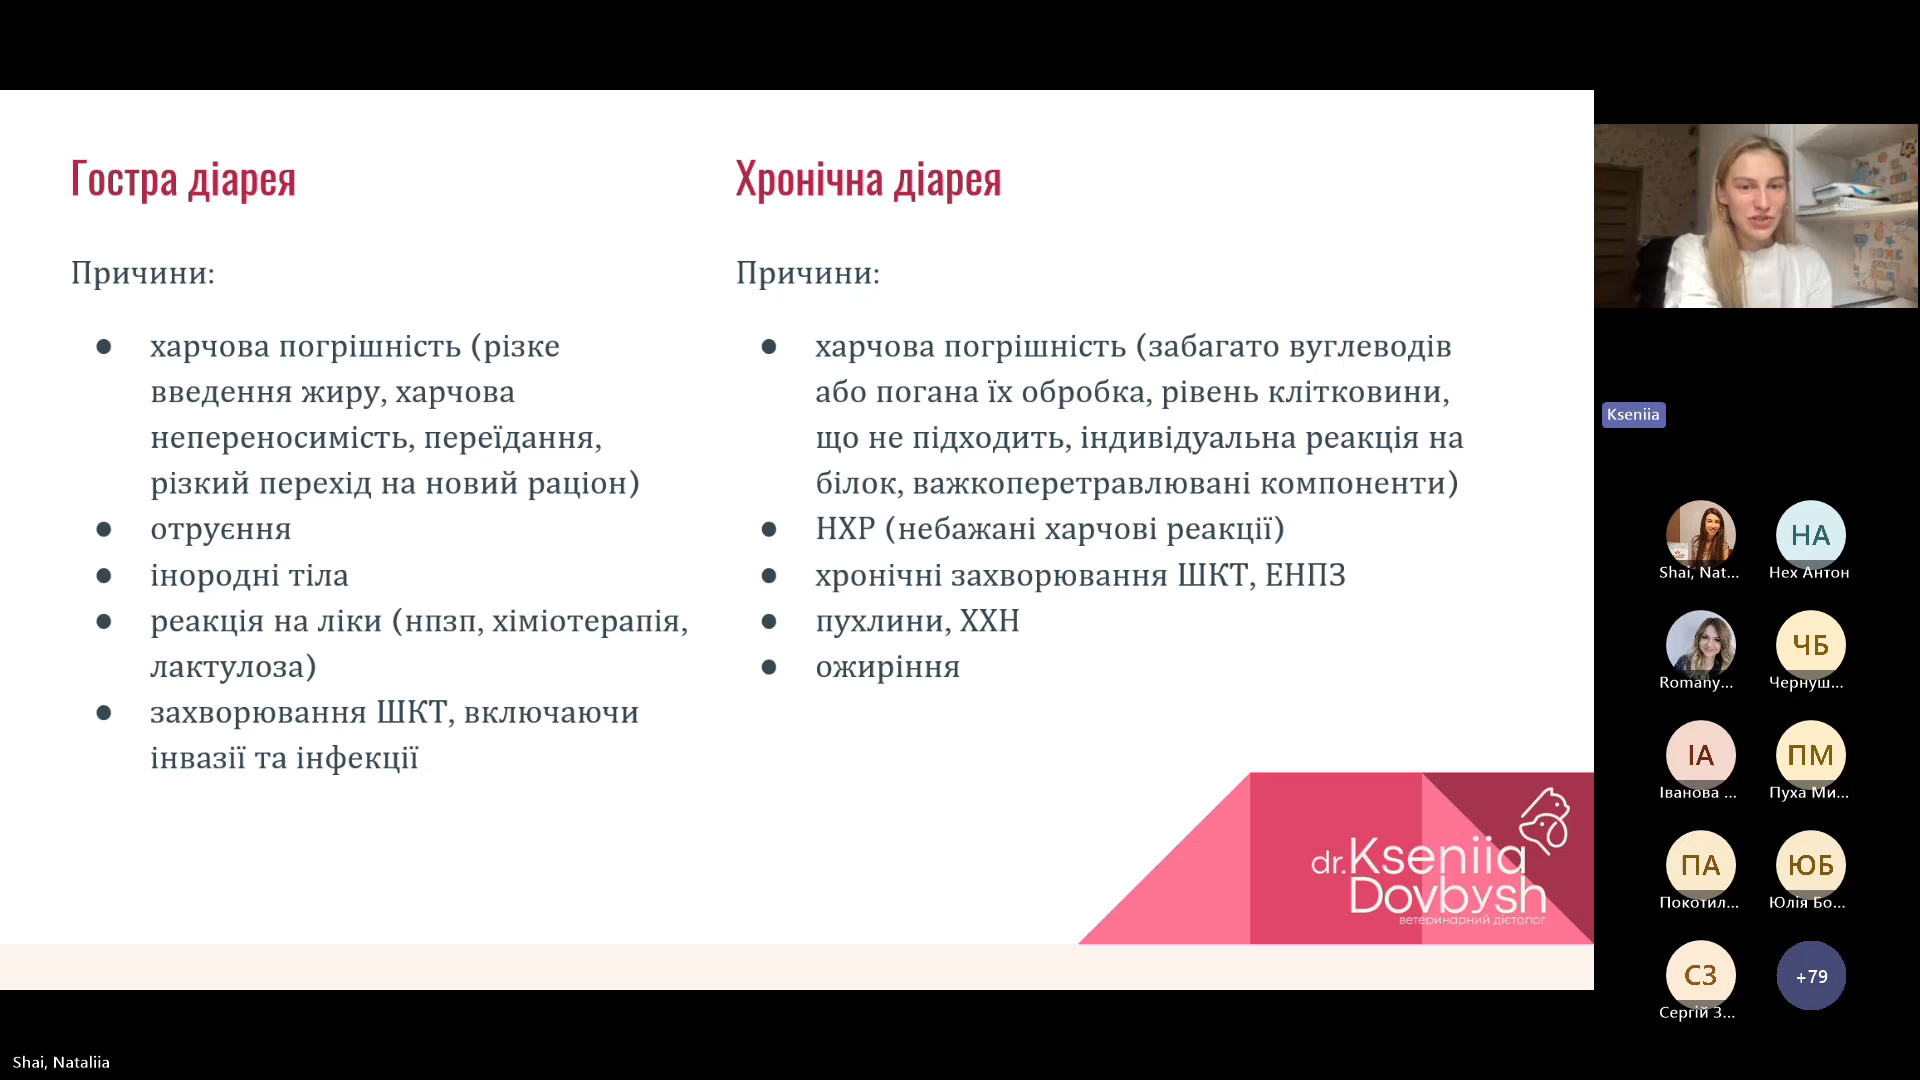 Гостра діарея
Причини:
● харчова погрішність (різке
введення жиру, харчова
непереносимість, переїдання,
різкий перехід на новий раціон)
● отруєння
● інородні тіла
● реакція на ліки (нпзп, хіміотерапія,
лактулоза)
● захворювання ШКТ, включаючи
інвазії та інфекції
Хронічна діарея
Причини:
● харчова погрішність (забагато вуглеводів
або погана їх обробка, рівень клітковини,
що не підходить, індивідуальна реакція на
білок, важкоперетравлювані компоненти)
● НХР (небажані харчові реакції)
● хронічні захворювання ШКТ, ЕНПЗ
● пухлини, ХХН
● ожиріння
dr.Kseniia
Dovbysh
ветеринарний дієтолог
Kseniia
Shai, Nat...
НА
Нех Антон
Romany...
ЧБ
Чернуш...
ІА
Іванова ...
ПМ
Пуха Ми...
ПА
Покотил...
ЮБ
Юлія Бо...
СЗ
Сергій З...
+79
Shai, Nataliia